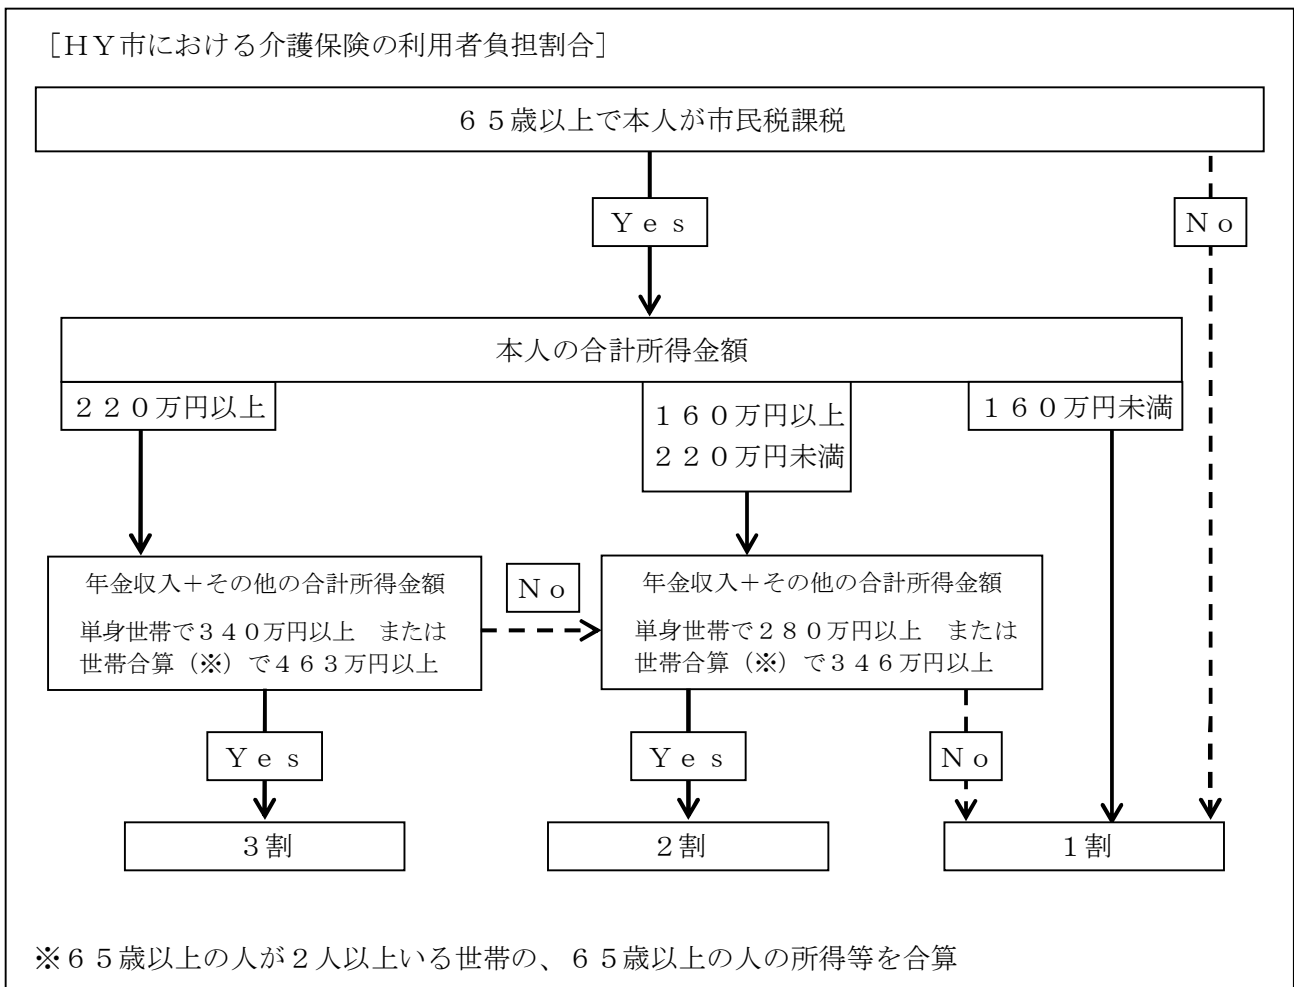 ［ＨＹ市における介護保険の利用者負担割合］
６５歳以上で本人が市民税課税
Ｙｅｓ
Ｎｏ
本人の合計所得金額
２２０万円以上
１６０万円以上
２２０万円未満
１６０万円未満
年金収入＋その他の合計所得金額
単身世帯で３４０万円以上　または
世帯合算（※）で４６３万円以上
Ｎｏ
年金収入＋その他の合計所得金額
単身世帯で２８０万円以上　または
世帯合算（※）で３４６万円以上
Ｙｅｓ
Ｙｅｓ
Ｎｏ
３割
２割
１割
※６５歳以上の人が２人以上いる世帯の、６５歳以上の人の所得等を合算